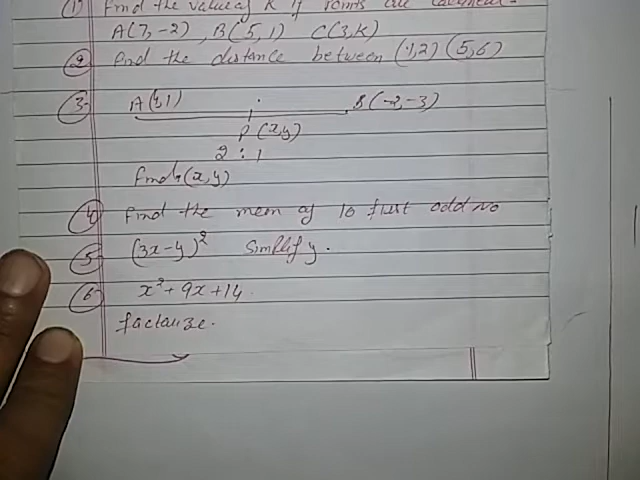 (1) Find the value of K if Points are colinear.
A(7,-2), B(5,1) C(3,K)
(2) Find the distance between (1,2) (5,6)
(3) A( ,1) B(-2,-3)
P(x,y)
2 : 1
find (x,y)
(4) Find the mean of 10 first odd no
(5) (3x-y)² Simplify.
(6) x²+9x+14.
factorize.